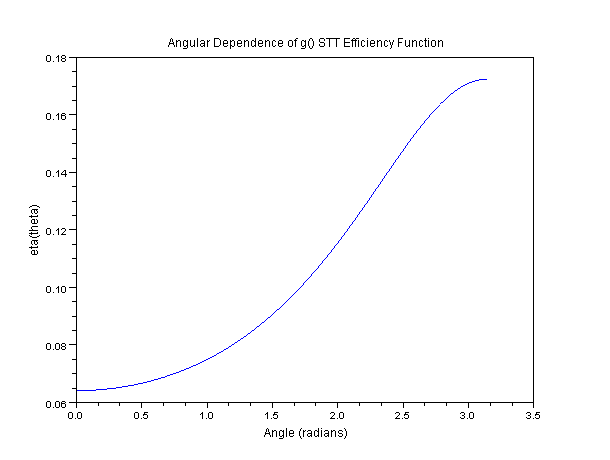 Angular Dependence of g() STT Efficiency Function
0.18
0.16
0.14
0.12
0.10
0.08
0.06
eta(theta)
0.0 0.5 1.0 1.5 2.0 2.5 3.0 3.5
Angle (radians)